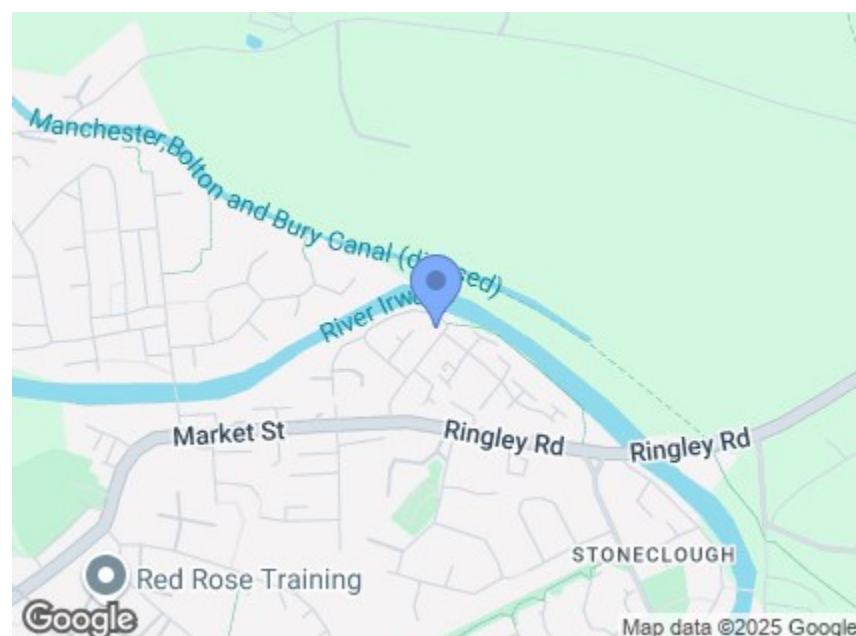 Manchester,Bolton and Bury Canal (di sed)
River Irw
Market St
Ringley Rd
Ringley Rd
STONECLOUGH
Red Rose Training
Google
Map data ©2025 Google